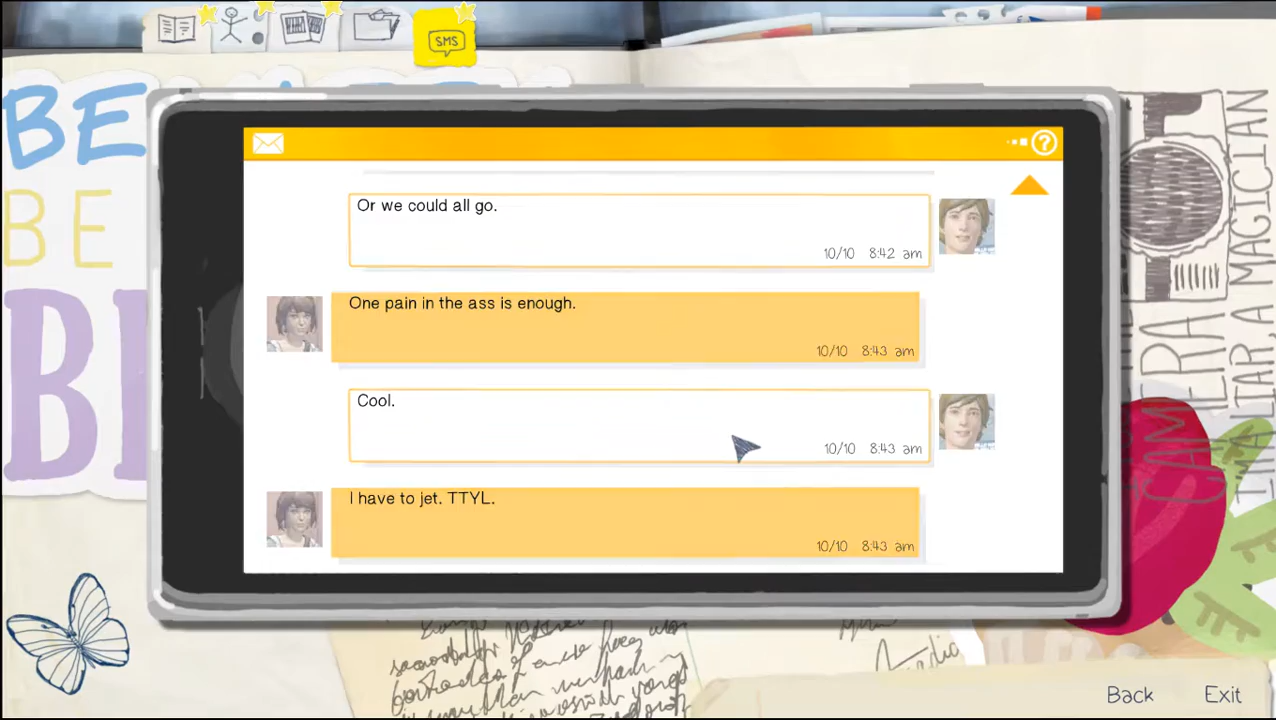 SMS
BE
BE
BL
Or we could all go.
10/10 8:42 am
One pain in the ass is enough.
10/10 8:43 am
Cool.
10/10 8:43 am
I have to jet. TTYL.
10/10 8:43 am
CAMERA
I'M A LIAR, A MAGICIAN
Back
Exit